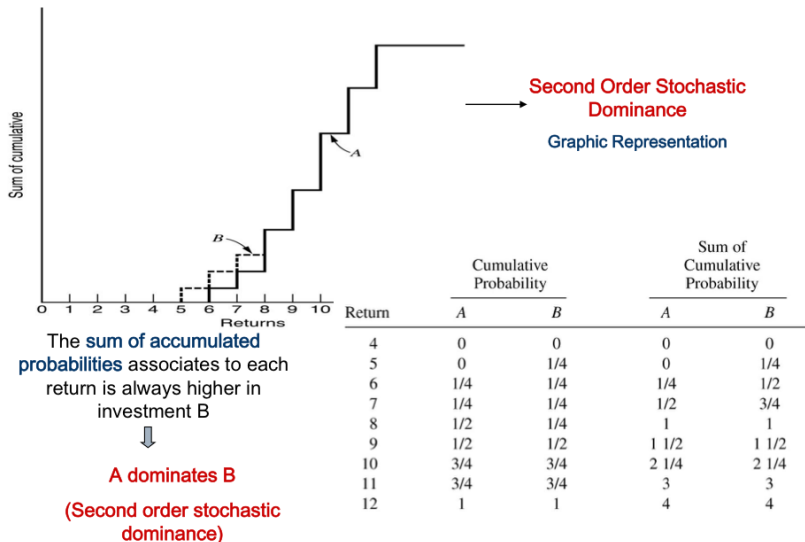 Second Order Stochastic
Dominance
Graphic Representation
Sum of cumulative
A
B
0 1 2 3 4 5 6 7 8 9 10
Returns
The sum of accumulated
probabilities associates to each
return is always higher in
investment B
A dominates B
(Second order stochastic
dominance)
Sum of
Cumulative Cumulative
Probability Probability
Return A B A B
4 0 0 0 0
5 0 1/4 0 1/4
6 1/4 1/4 1/4 1/2
7 1/4 1/4 1/2 3/4
8 1/2 1/4 1 1
9 1/2 1/2 1 1/2 1 1/2
10 3/4 3/4 2 1/4 2 1/4
11 3/4 3/4 3 3
12 1 1 4 4